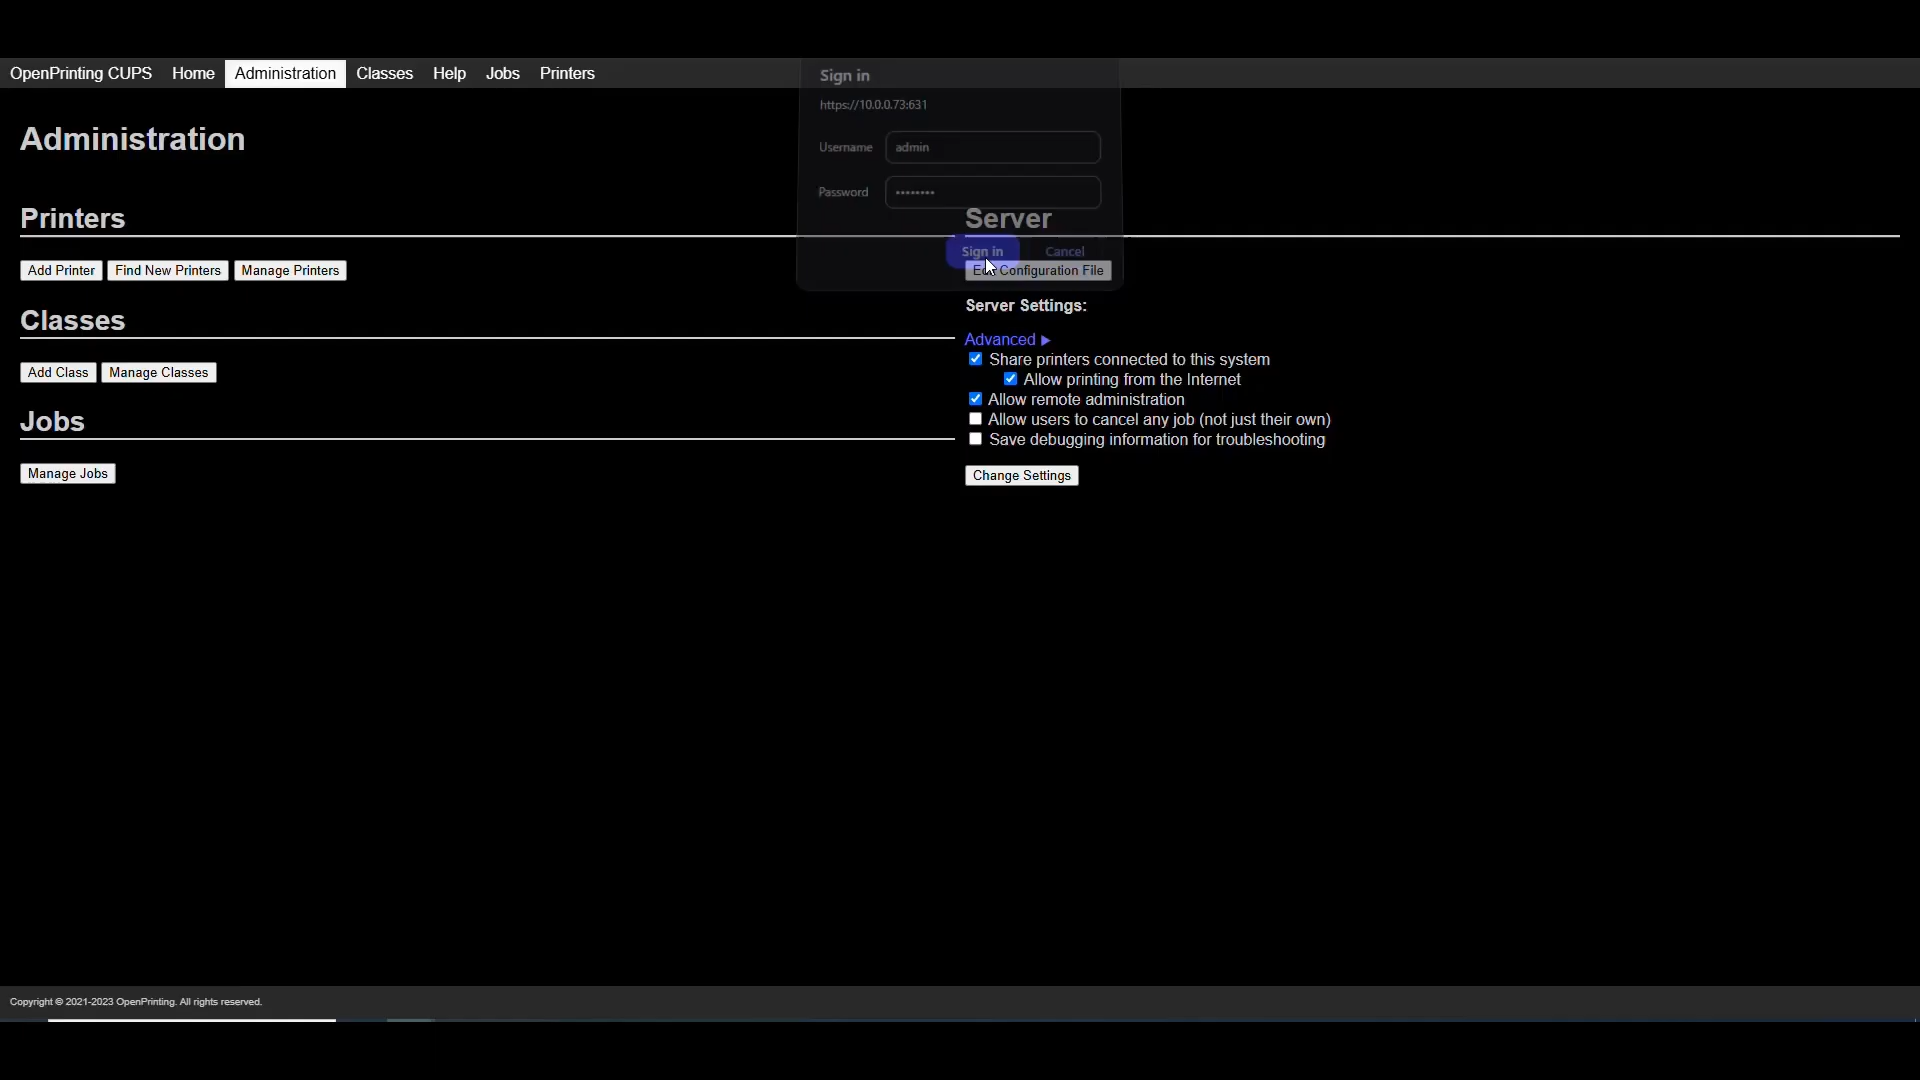 OpenPrinting CUPS Home Administration Classes Help Jobs Printers
Sign in
https://10.0.0.73:631
Username admin
Password ••••••••
Sign in Cancel
Administration
Printers
Add Printer Find New Printers Manage Printers
Classes
Add Class Manage Classes
Jobs
Manage Jobs
Server
Edit Configuration File
Server Settings:
Advanced ▶
Share printers connected to this system
Allow printing from the Internet
Allow remote administration
Allow users to cancel any job (not just their own)
Save debugging information for troubleshooting
Change Settings
Copyright © 2021-2023 OpenPrinting. All rights reserved.